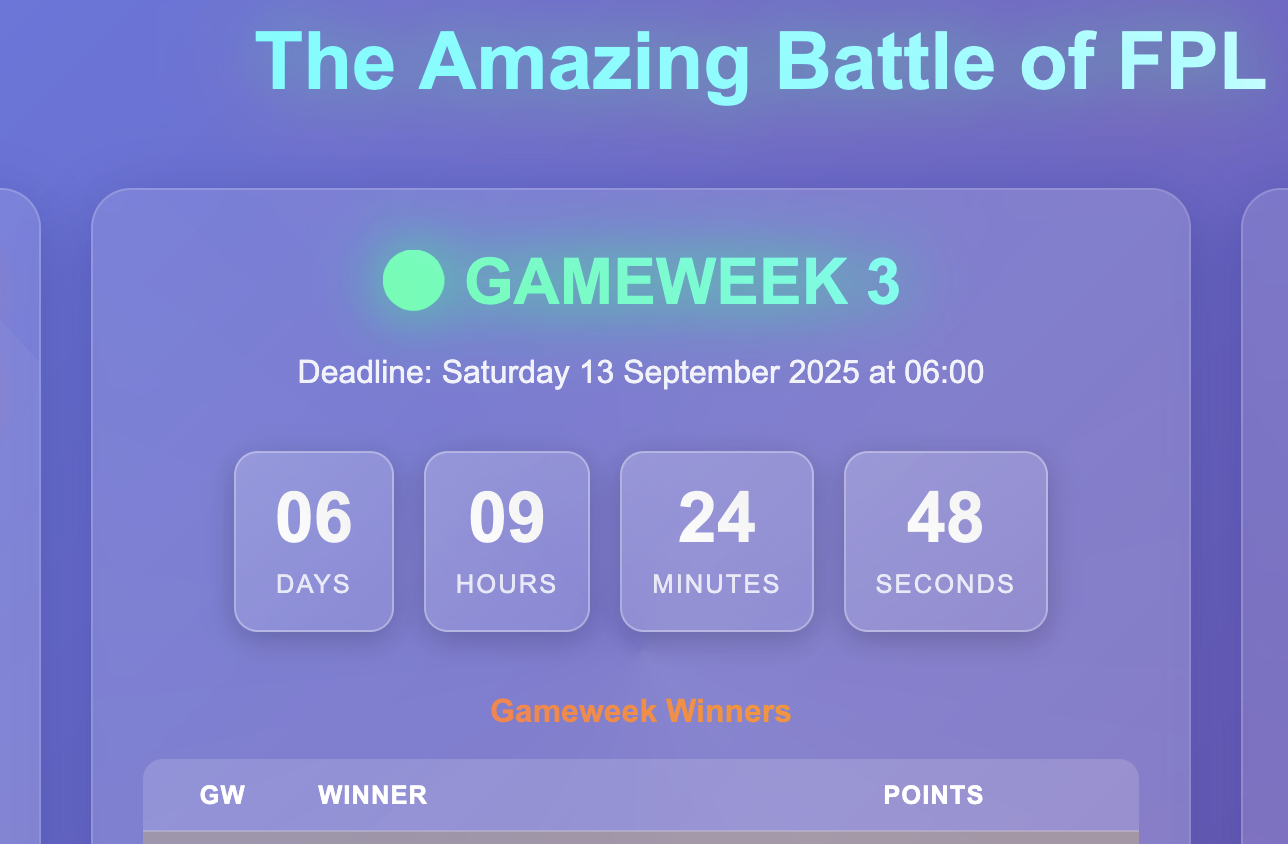 The Amazing Battle of FPL
GAMEWEEK 3
Deadline: Saturday 13 September 2025 at 06:00
06 09 24 48
DAYS HOURS MINUTES SECONDS
Gameweek Winners
GW WINNER POINTS